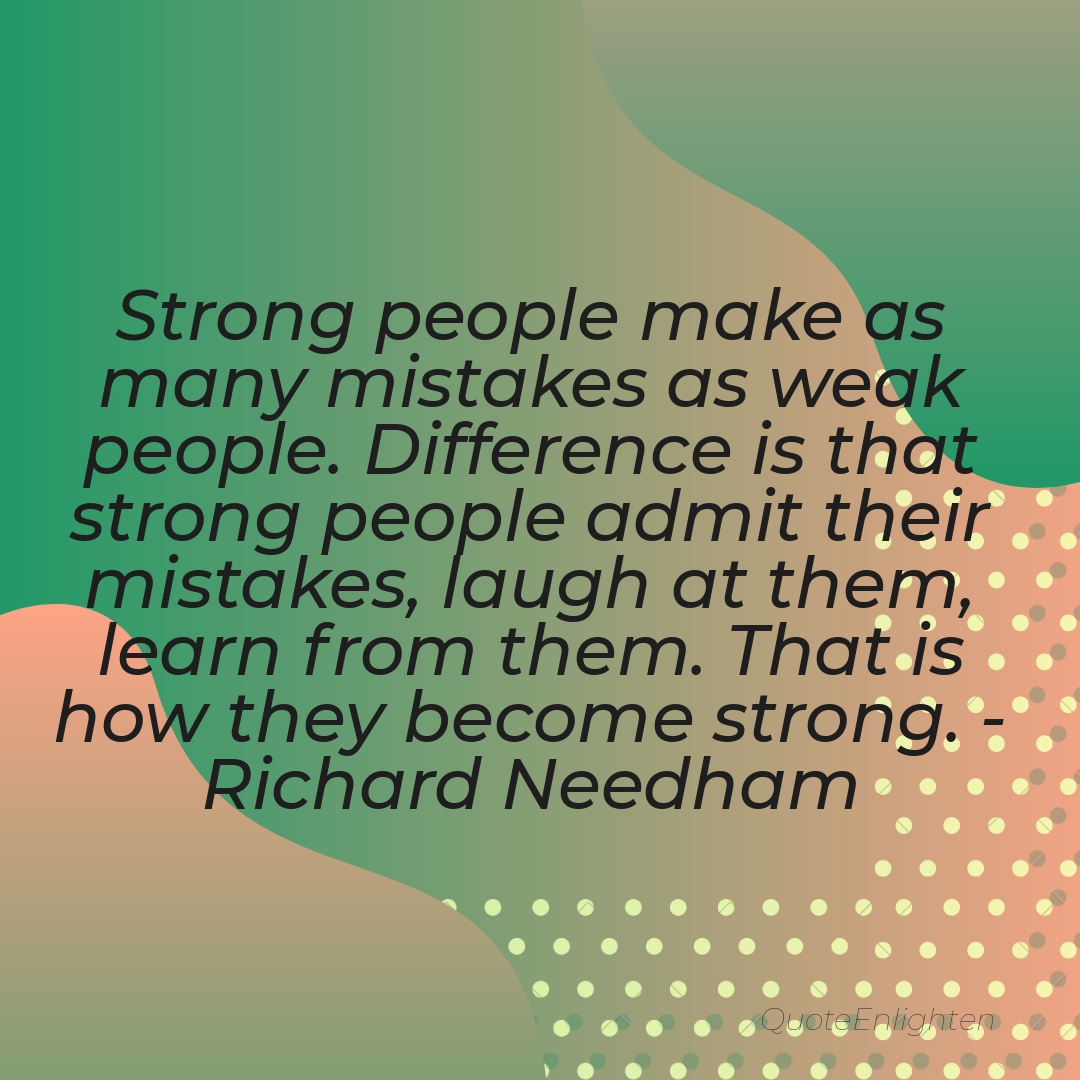 Strong people make as
many mistakes as weak
people. Difference is that
strong people admit their
mistakes, laugh at them,
learn from them. That is
how they become strong. -
Richard Needham
QuoteEnlighten